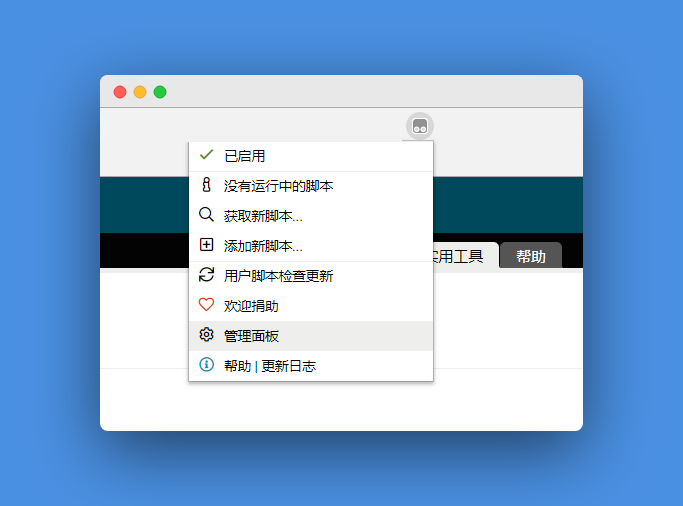 已启用
没有运行中的脚本
获取新脚本...
添加新脚本...
用户脚本检查更新
欢迎捐助
管理面板
帮助 | 更新日志
实用工具
帮助